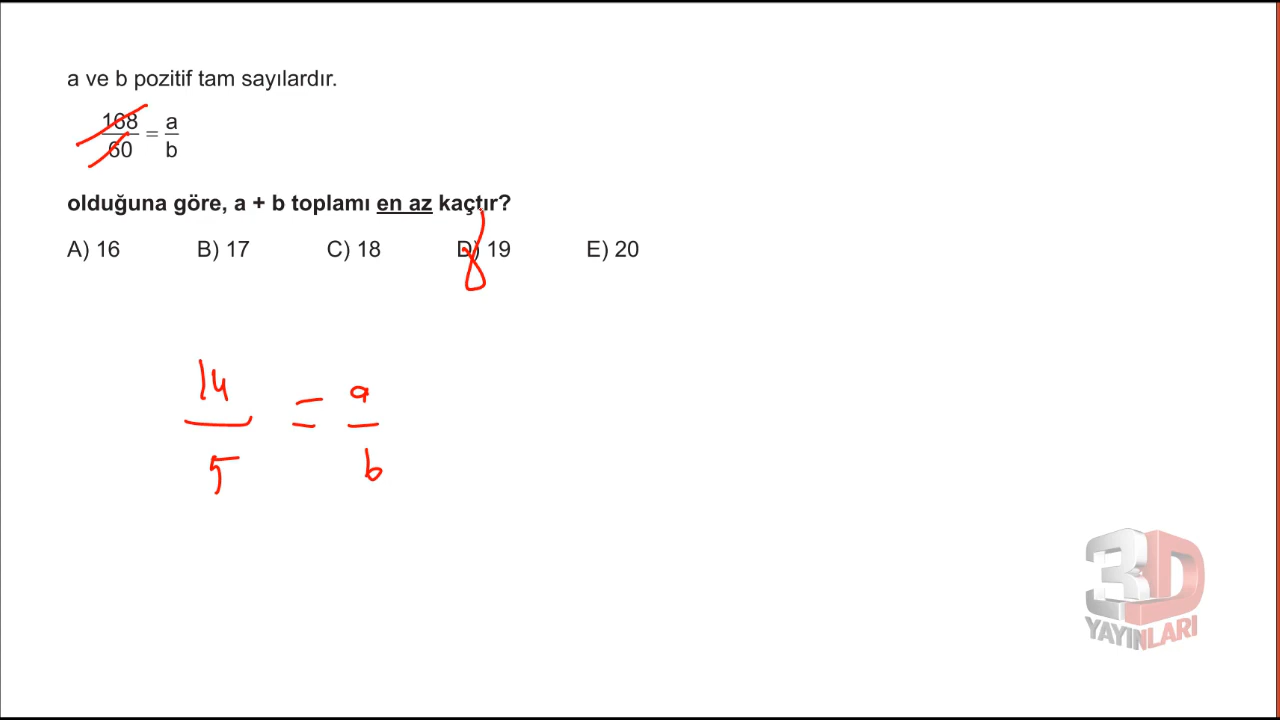 a ve b pozitif tam sayılardır.
168/60 = a/b
olduğuna göre, a + b toplamı en az kaçtır?
A) 16 B) 17 C) 18 D) 19 E) 20
14/5 = a/b
3D
YAYINLARI